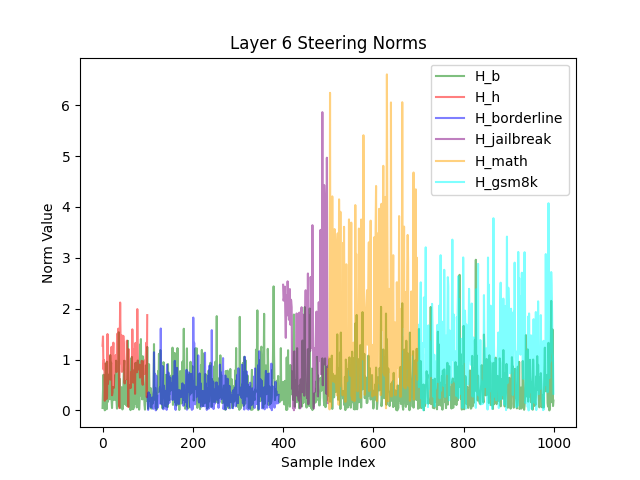 Layer 6 Steering Norms
Norm Value
6
5
4
3
2
1
0
H_b
H_h
H_borderline
H_jailbreak
H_math
H_gsm8k
0
200
400
600
800
1000
Sample Index